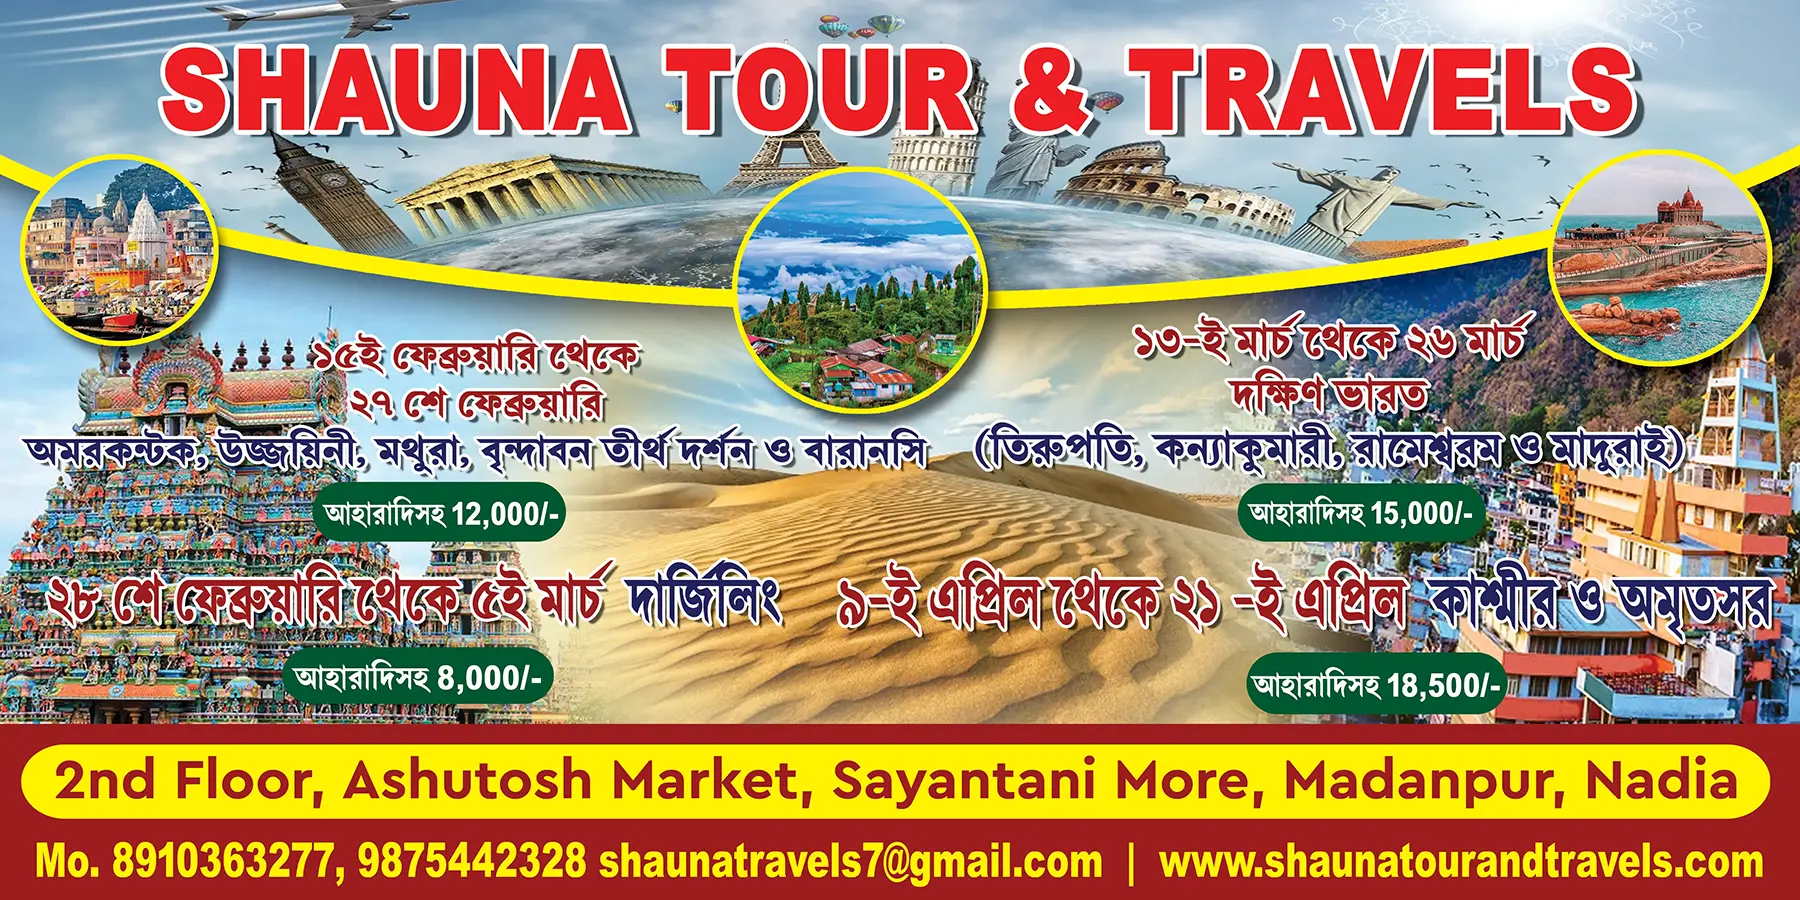 SHAUNA TOUR & TRAVELS
১৫ই ফেব্রুয়ারি থেকে
২৭ শে ফেব্রুয়ারি
অমরকন্টক, উজ্জয়িনী, মথুরা, বৃন্দাবন তীর্থ দর্শন ও বারানসি
আহারাদিসহ 12,000/-
১৩-ই মার্চ থেকে ২৬ মার্চ
দক্ষিণ ভারত
(তিরুপতি, কন্যাকুমারী, রামেশ্বরম ও মাদুরাই)
আহারাদিসহ 15,000/-
২৮ শে ফেব্রুয়ারি থেকে ৫ই মার্চ দার্জিলিং
আহারাদিসহ 8,000/-
৯-ই এপ্রিল থেকে ২১ -ই এপ্রিল কাশ্মীর ও অমৃতসর
আহারাদিসহ 18,500/-
2nd Floor, Ashutosh Market, Sayantani More, Madanpur, Nadia
Mo. 8910363277, 9875442328 shaunatravels7@gmail.com | www.shaunatourandtravels.com